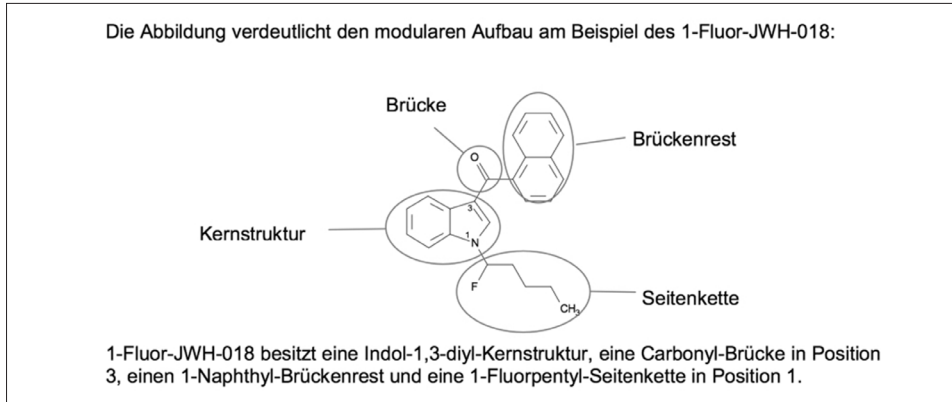 Die Abbildung verdeutlicht den modularen Aufbau am Beispiel des 1-Fluor-JWH-018:
Brücke
Brückenrest
O
3
Kernstruktur
1
N
F
CH3
Seitenkette
1-Fluor-JWH-018 besitzt eine Indol-1,3-diyl-Kernstruktur, eine Carbonyl-Brücke in Position
3, einen 1-Naphthyl-Brückenrest und eine 1-Fluorpentyl-Seitenkette in Position 1.